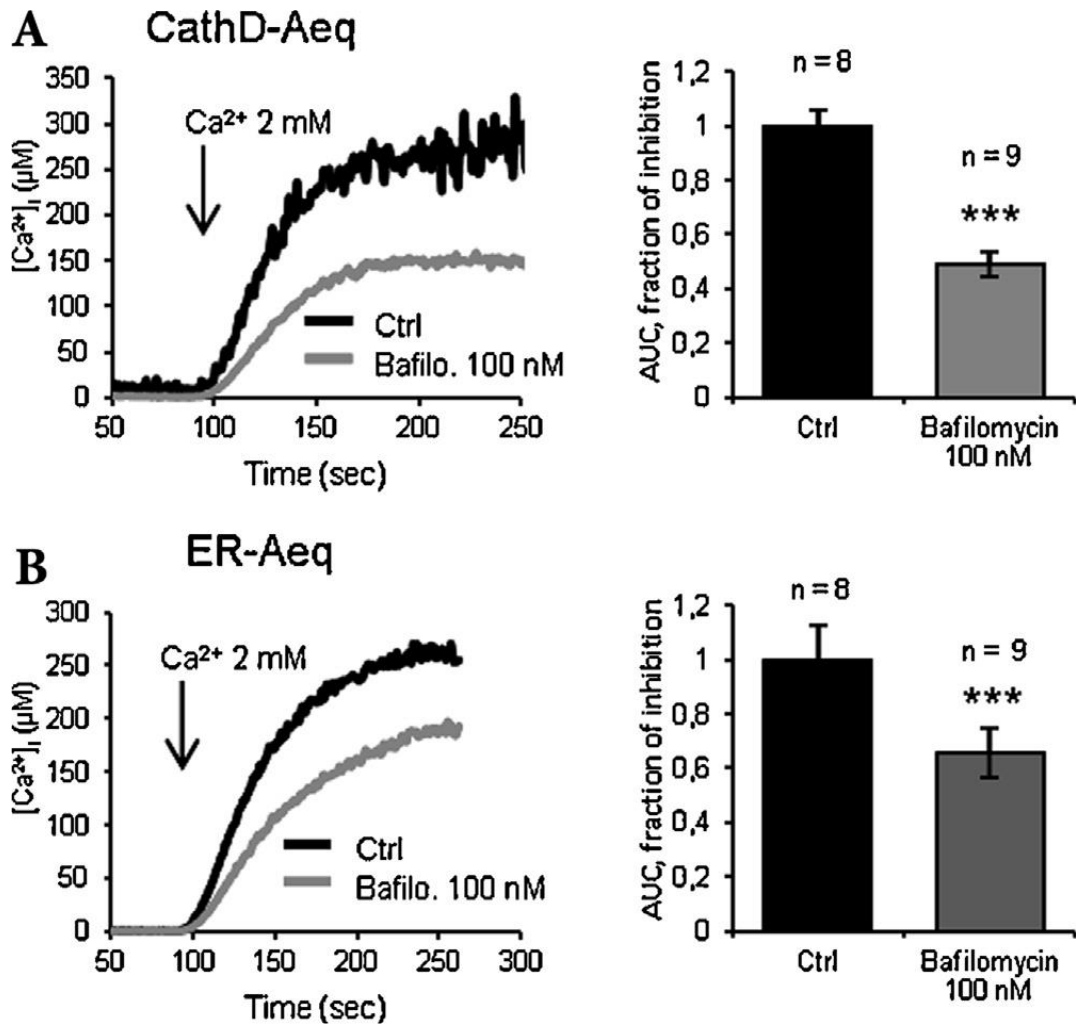 A
CathD-Aeq
[Ca²⁺]ₗ (µM)
350
300
250
200
150
100
50
0
Ca²⁺ 2 mM
Ctrl
Bafilo. 100 nM
50 100 150 200 250
Time (sec)
AUC, fraction of inhibition
1,2
1
0,8
0,6
0,4
0,2
0
n = 8
n = 9
***
Ctrl
Bafilomycin
100 nM
B
ER-Aeq
[Ca²⁺]ₗ (µM)
300
250
200
150
100
50
0
Ca²⁺ 2 mM
Ctrl
Bafilo. 100 nM
50 100 150 200 250 300
Time (sec)
AUC, fraction of inhibition
1,2
1
0,8
0,6
0,4
0,2
0
n = 8
n = 9
***
Ctrl
Bafilomycin
100 nM